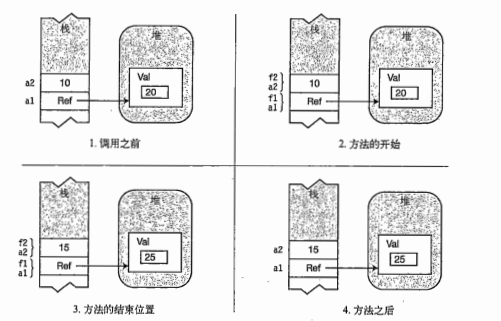 栈
堆
Val
a2
10
20
a1
Ref
1. 调用之前
栈
堆
f2
a2
10
Val
20
f1
a1
Ref
2. 方法的开始
栈
堆
f2
a2
15
Val
25
f1
a1
Ref
3. 方法的结束位置
栈
堆
a2
15
Val
25
a1
Ref
4. 方法之后